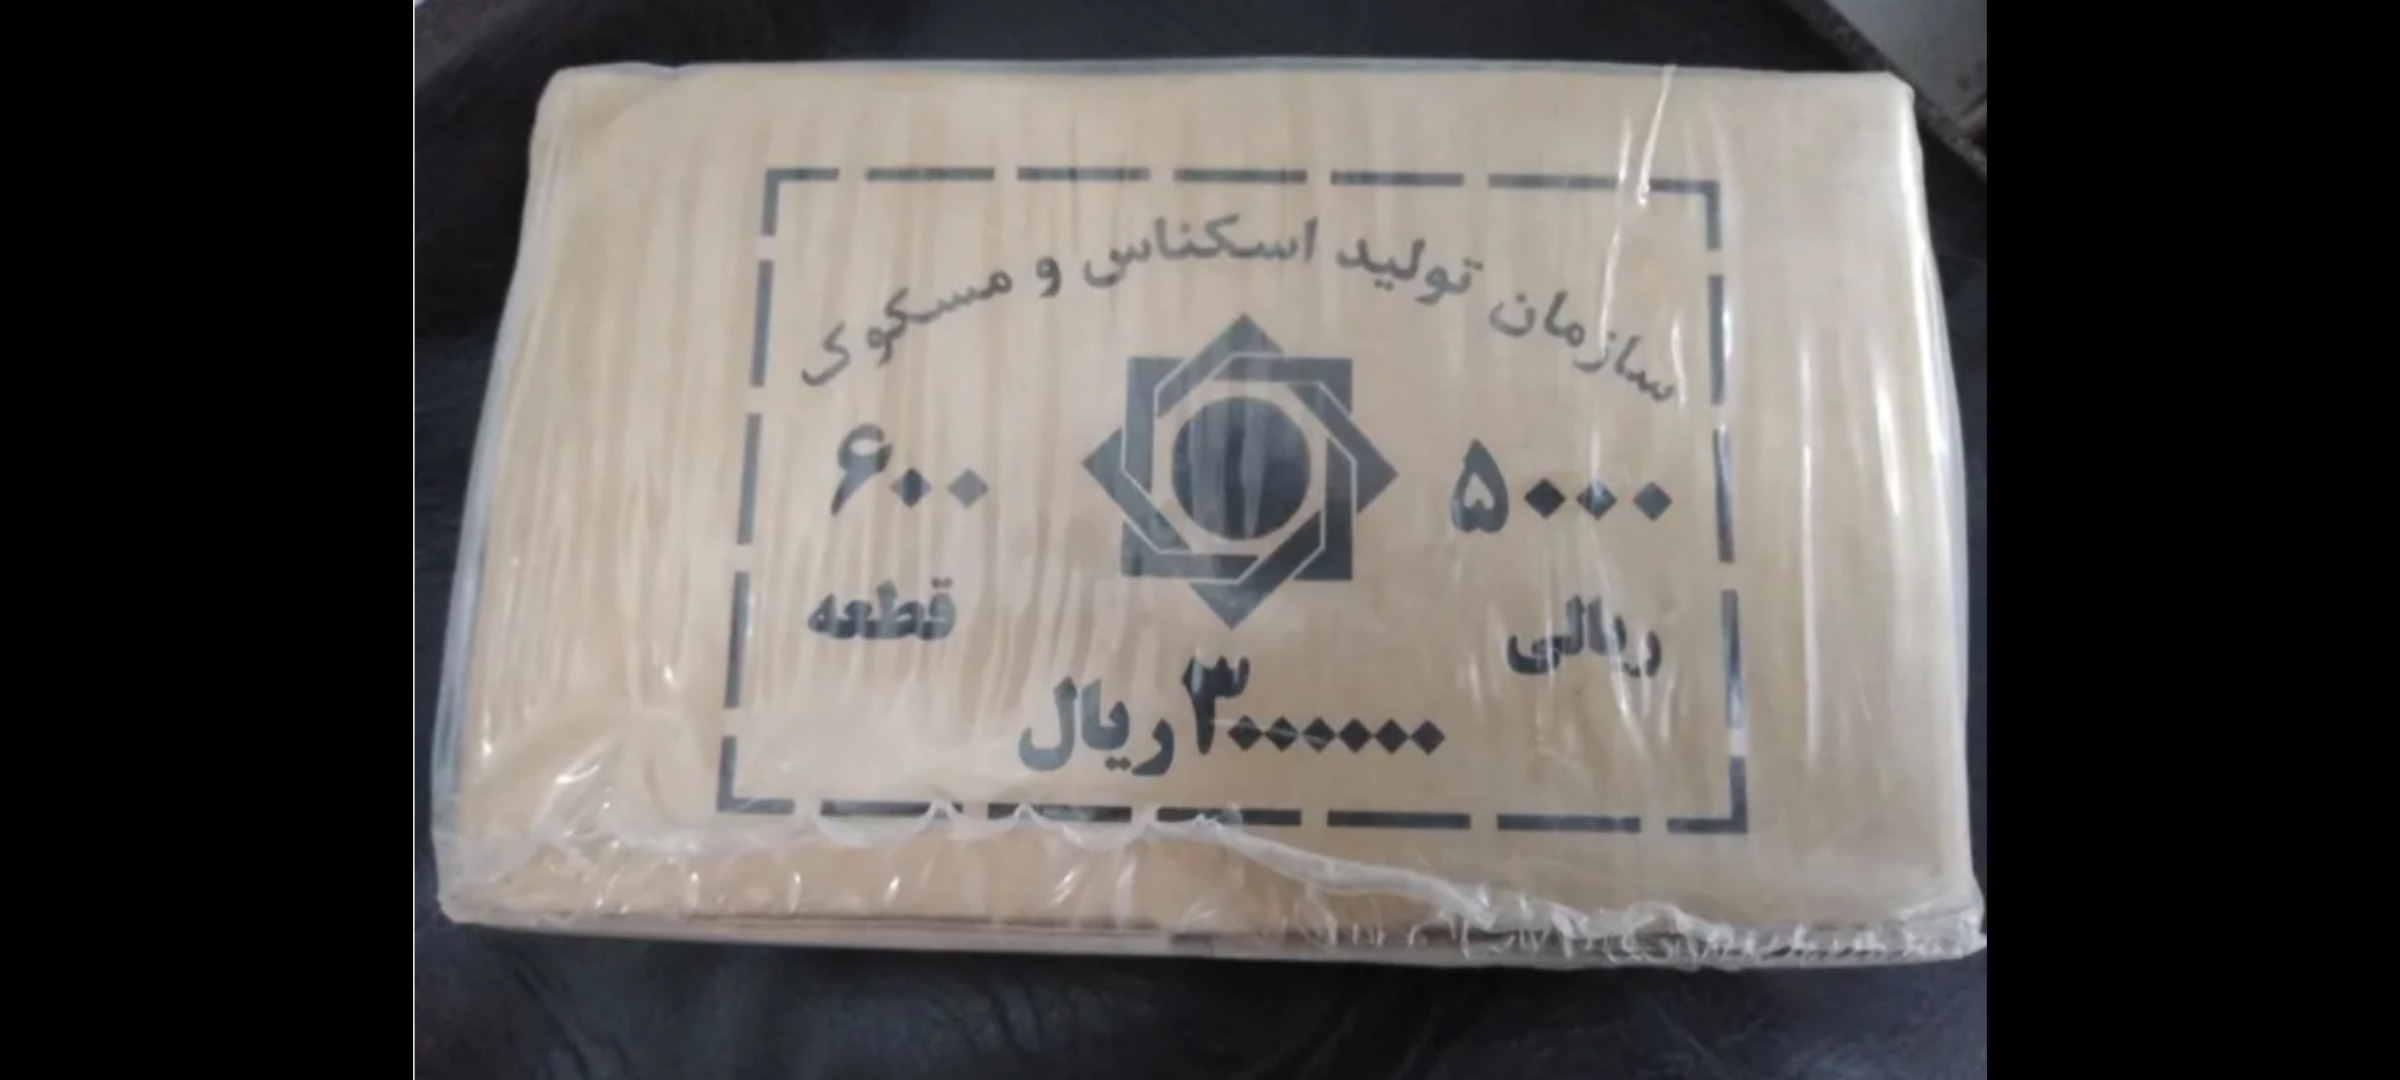 سازمان تولید اسکناس و مسکوک
۵۰۰۰ ۶۰۰
ریالی قطعه
۳۰۰۰۰۰۰ ریال